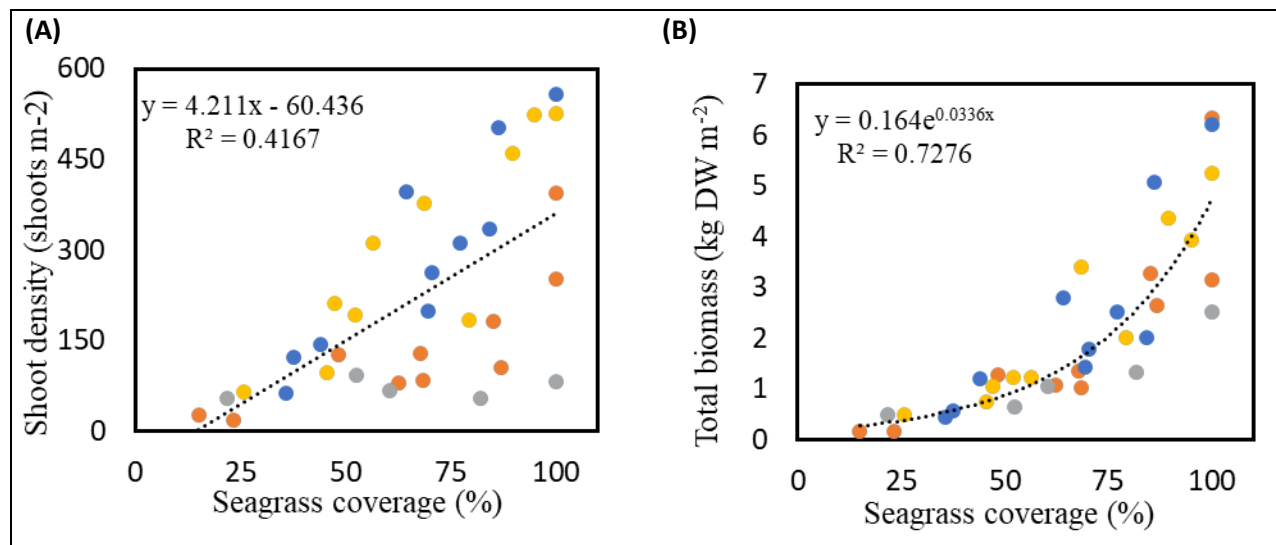 (A)
600
450
300
150
0
y = 4.211x - 60.436
R² = 0.4167
Shoot density (shoots m-2)
0 25 50 75 100
Seagrass coverage (%)
(B)
7
6
5
4
3
2
1
0
y = 0.164e^0.0336x
R² = 0.7276
Total biomass (kg DW m⁻²)
0 25 50 75 100
Seagrass coverage (%)